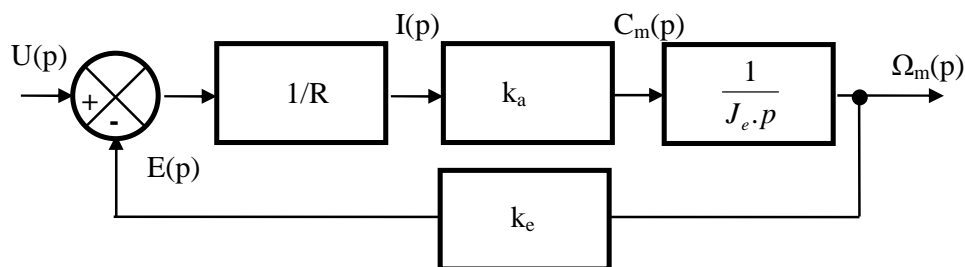 I(p)
C_m(p)
U(p)
Ω_m(p)
+
-
1/R
k_a
1
J_e.p
E(p)
k_e